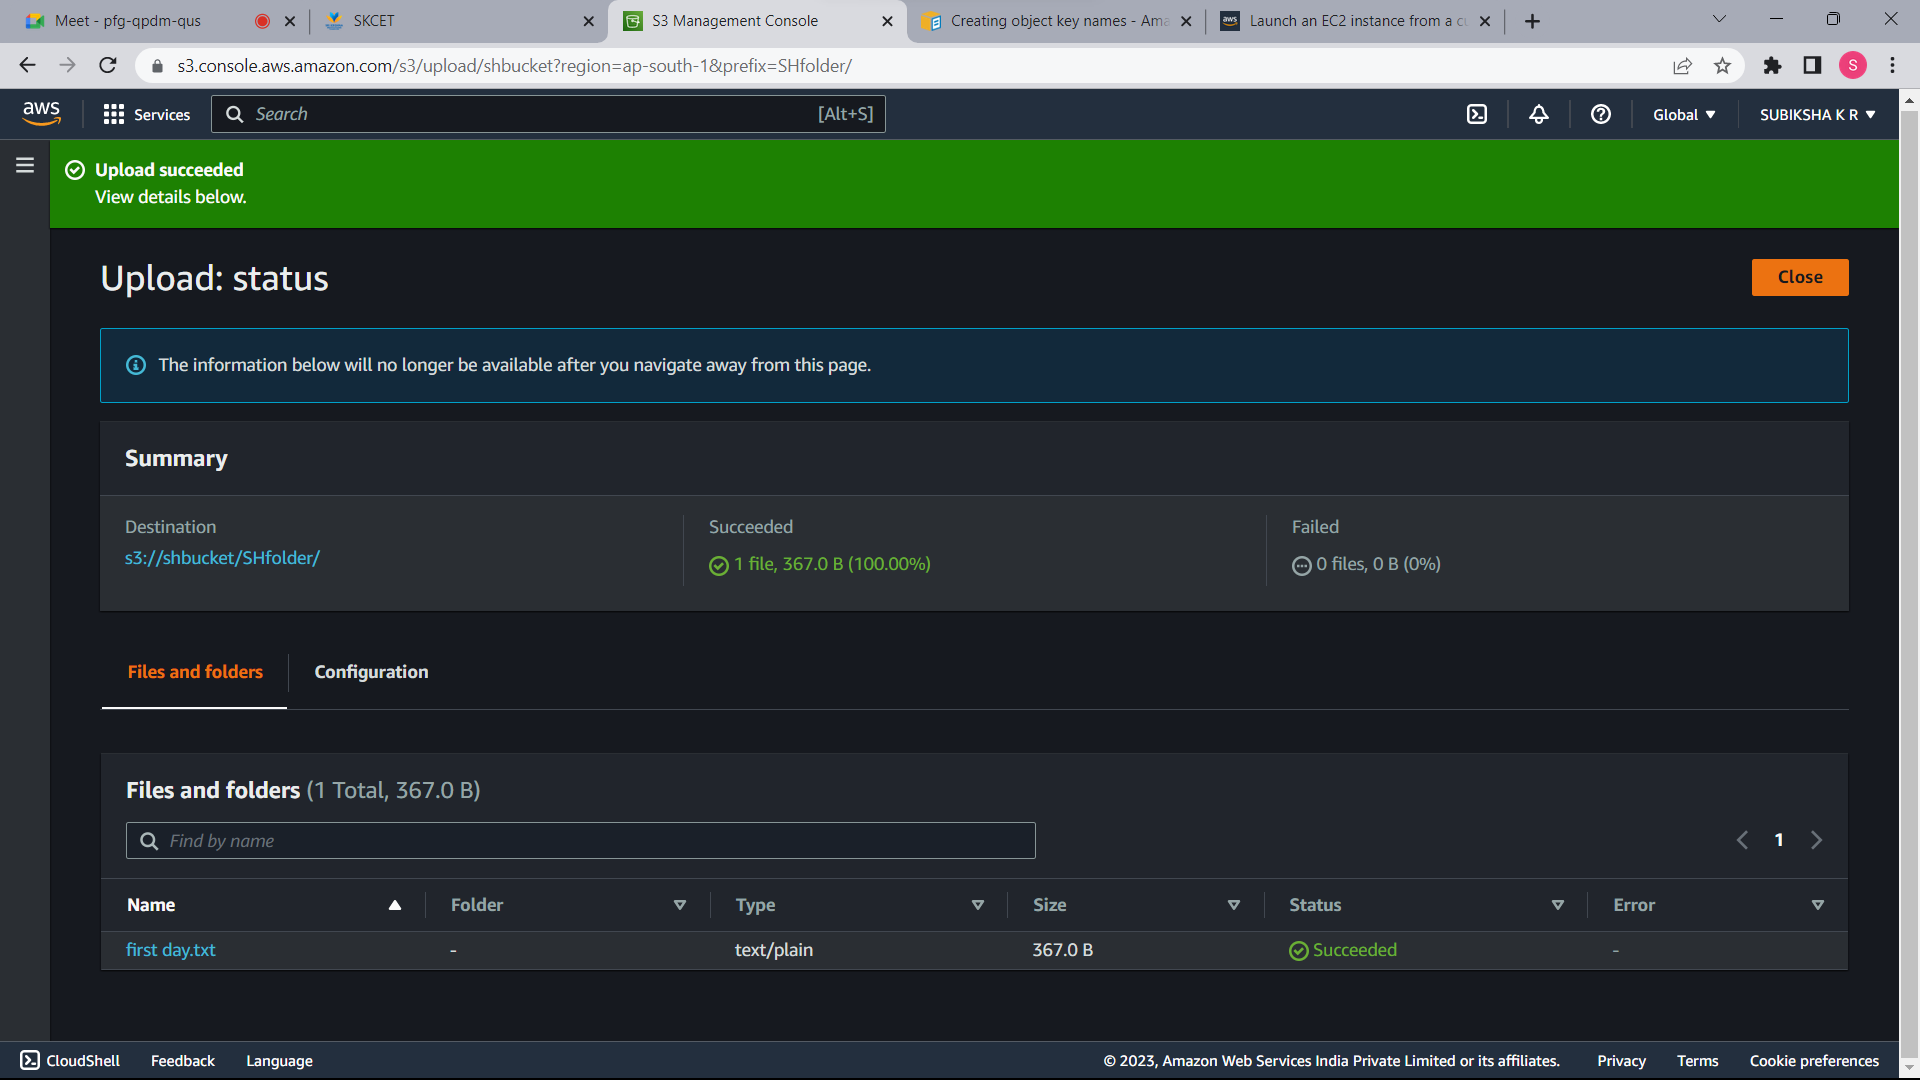 Meet - pfg-qpdm-qus
SKCET
S3 Management Console
Creating object key names - Ama
Launch an EC2 instance from a cu
s3.console.aws.amazon.com/s3/upload/shbucket?region=ap-south-1&prefix=SHfolder/
S
aws
Services
Search
[Alt+S]
Global
SUBIKSHA K R
Upload succeeded
View details below.
Upload: status
Close
The information below will no longer be available after you navigate away from this page.
Summary
Destination
s3://shbucket/SHfolder/
Succeeded
1 file, 367.0 B (100.00%)
Failed
0 files, 0 B (0%)
Files and folders
Configuration
Files and folders (1 Total, 367.0 B)
Find by name
1
Name Folder Type Size Status Error
first day.txt - text/plain 367.0 B Succeeded -
CloudShell Feedback Language
© 2023, Amazon Web Services India Private Limited or its affiliates. Privacy Terms Cookie preferences